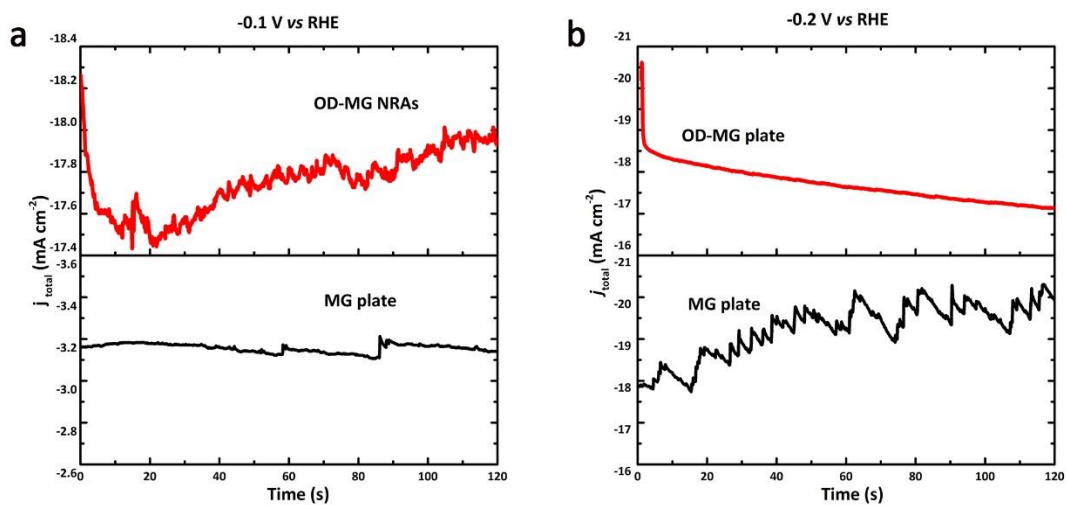 a
-0.1 V vs RHE
-18.4
-18.2
-18.0
-17.8
-17.6
-17.4
OD-MG NRAs
j total (mA cm-2)
-3.6
-3.4
-3.2
-3.0
-2.8
-2.6
MG plate
0 20 40 60 80 100 120
Time (s)
b
-0.2 V vs RHE
-21
-20
-19
-18
-17
-16
OD-MG plate
j total (mA cm-2)
-21
-20
-19
-18
-17
-16
MG plate
0 20 40 60 80 100 120
Time (s)